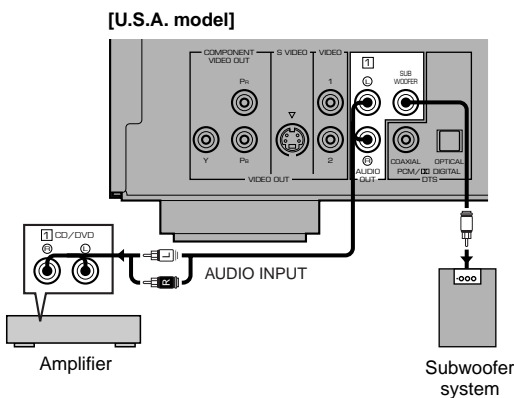 [U.S.A. model]
COMPONENT VIDEO OUT
S VIDEO
VIDEO
1
SUB WOOFER
L
PR
1
Y
PB
2
R
COAXIAL
OPTICAL
AUDIO OUT
PCM/DD DIGITAL
DTS
VIDEO OUT
1 CD/DVD
R
L
L
R
AUDIO INPUT
Amplifier
Subwoofer
system